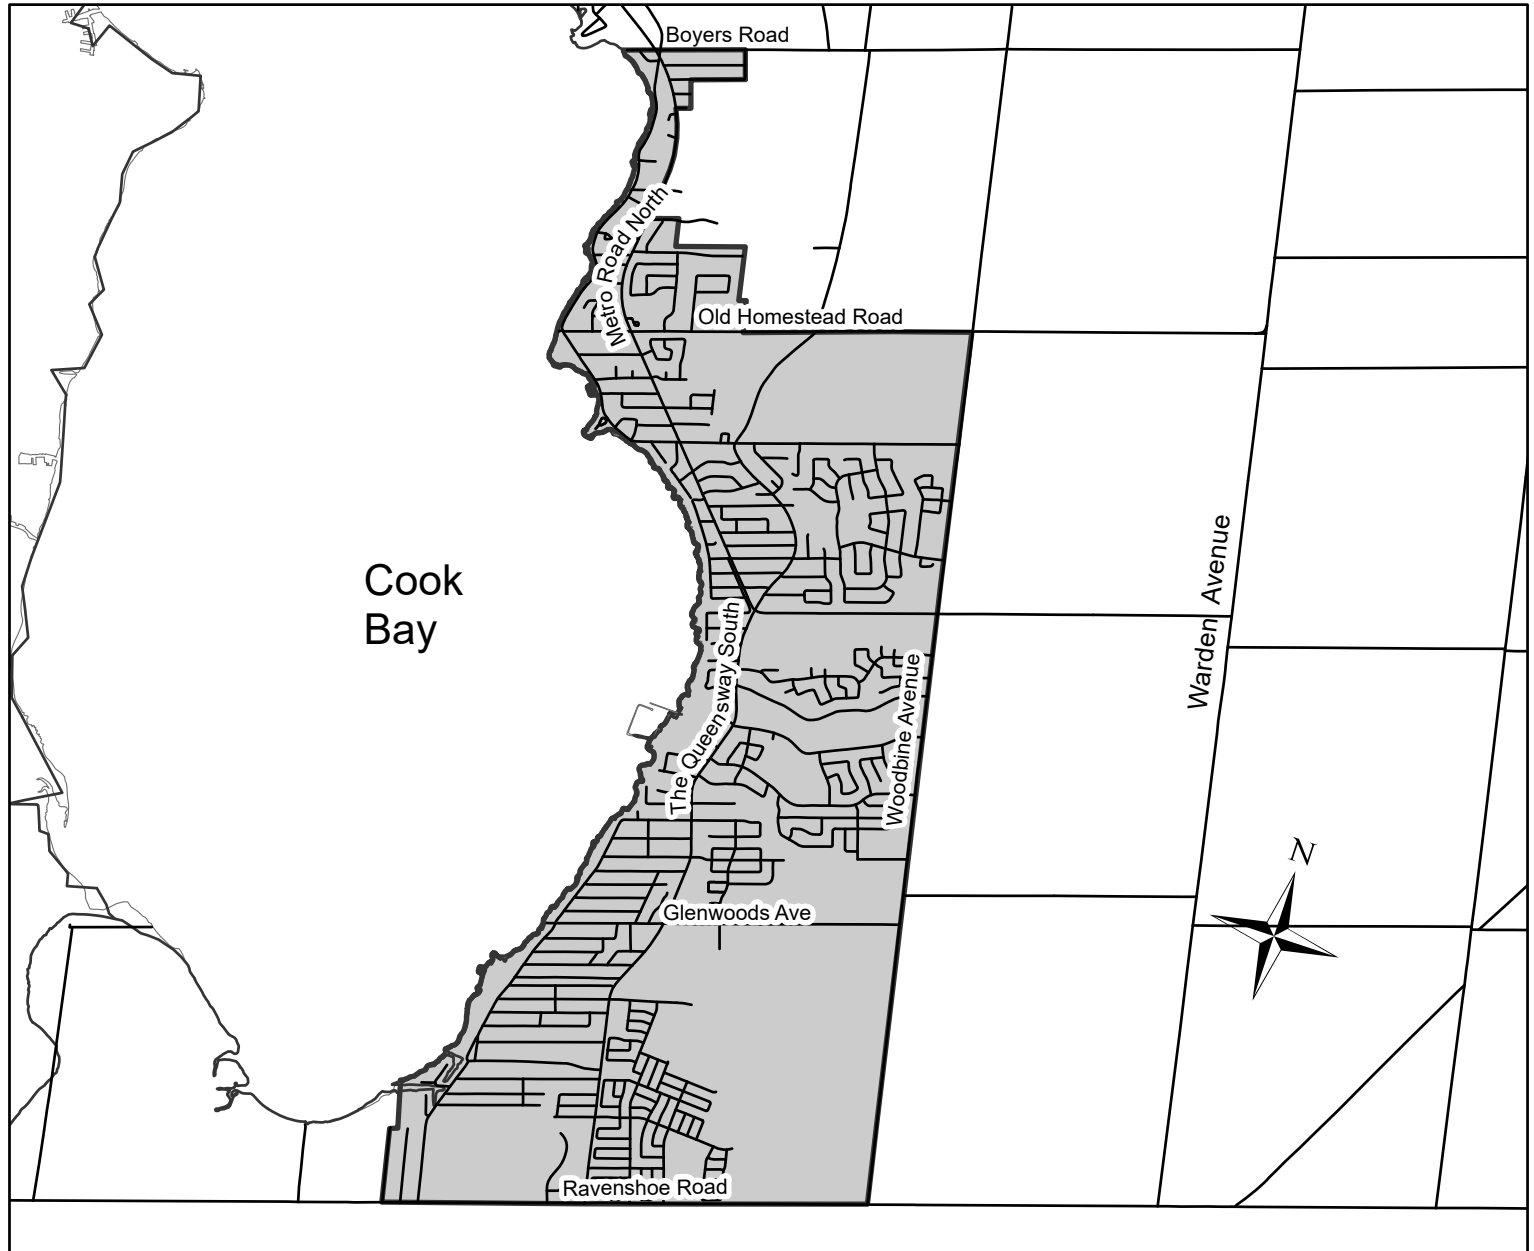 Boyers Road
Metro Road North
Old Homestead Road
Cook
Bay
Warden Avenue
The Queensway South
Woodbine Avenue
N
Glenwoods Ave
Ravenshoe Road